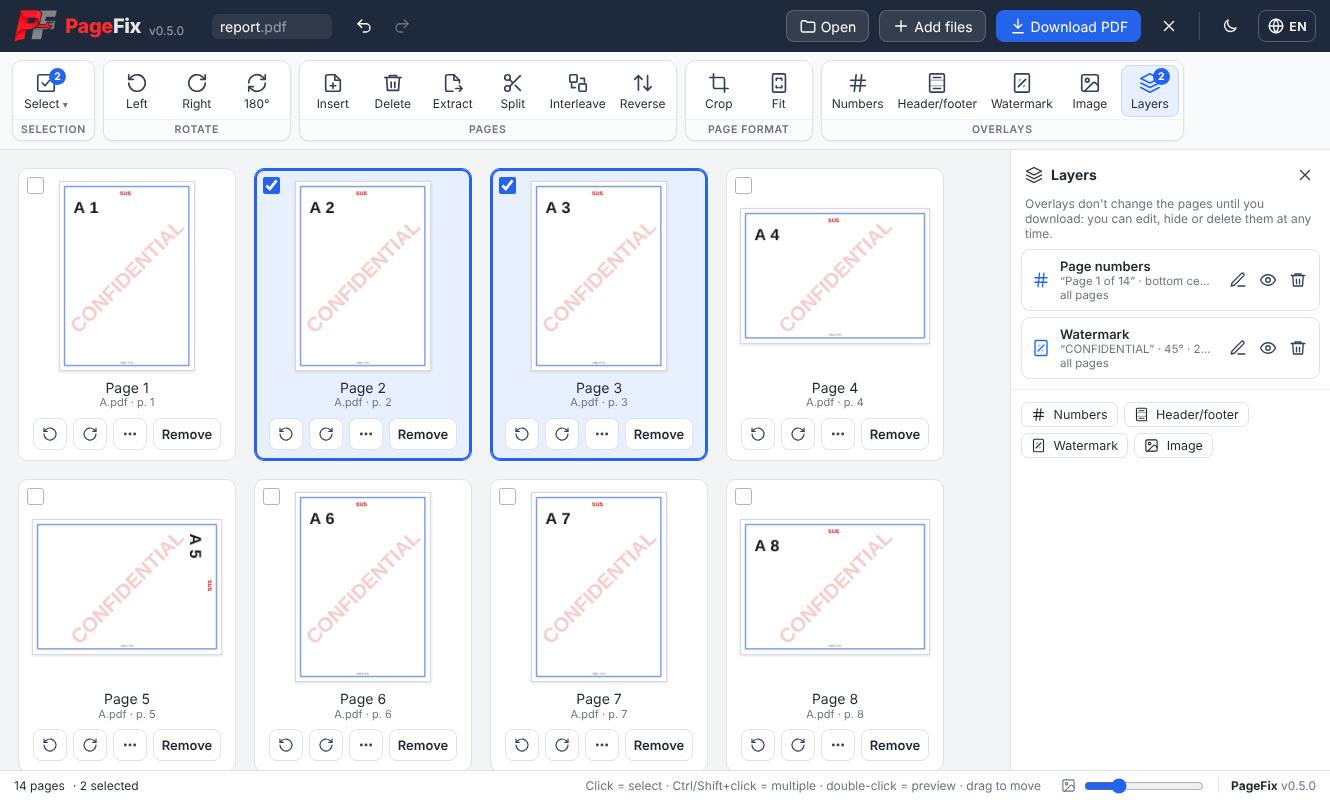 PageFix v0.5.0 report.pdf Open Add files Download PDF EN
2 2
Select ▾ Left Right 180° Insert Delete Extract Split Interleave Reverse Crop Fit Numbers Header/footer Watermark Image Layers
SELECTION ROTATE PAGES PAGE FORMAT OVERLAYS
Layers
Overlays don't change the pages until you
download: you can edit, hide or delete them at any
time.
Page numbers
“Page 1 of 14” · bottom ce…
all pages
Watermark
“CONFIDENTIAL” · 45° · 2…
all pages
Numbers Header/footer
Watermark Image
SUS
A 1
CONFIDENTIAL
Page 1
A.pdf · p. 1
Remove
SUS
A 2
CONFIDENTIAL
Page 2
A.pdf · p. 2
Remove
SUS
A 3
CONFIDENTIAL
Page 3
A.pdf · p. 3
Remove
SUS
A 4
CONFIDENTIAL
Page 4
A.pdf · p. 4
Remove
A 5
SUS
CONFIDENTIAL
Page 5
A.pdf · p. 5
Remove
SUS
A 6
CONFIDENTIAL
Page 6
A.pdf · p. 6
Remove
SUS
A 7
CONFIDENTIAL
Page 7
A.pdf · p. 7
Remove
SUS
A 8
CONFIDENTIAL
Page 8
A.pdf · p. 8
Remove
14 pages · 2 selected Click = select · Ctrl/Shift+click = multiple · double-click = preview · drag to move PageFix v0.5.0